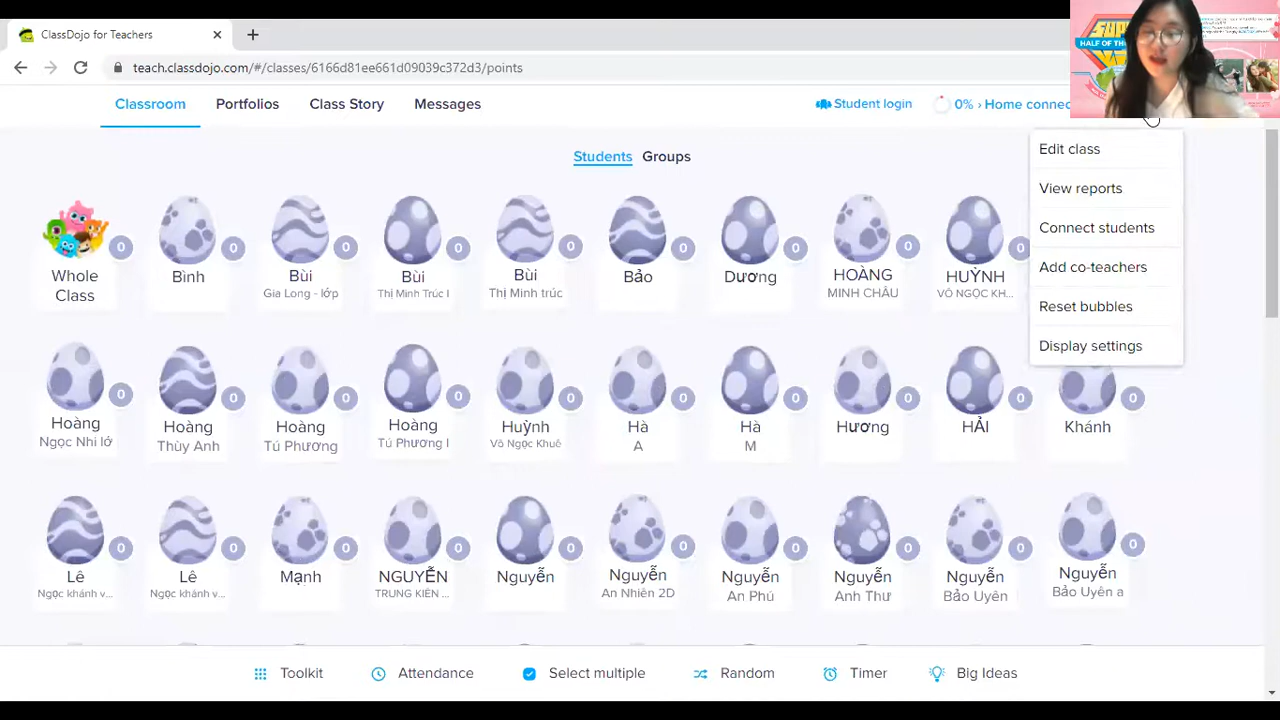 ClassDojo for Teachers
Classroom
Portfolios
Class Story
Messages
Student login
0% › Home connec
Students
Groups
Edit class
View reports
Connect students
Add co-teachers
Reset bubbles
Display settings
Whole
Class
0
Bình
0
Bùi
Gia Long - lớp
0
Bùi
Thị Minh Trúc l
0
Bùi
Thị Minh trúc
0
Bảo
0
Dương
0
HOÀNG
MINH CHÂU
0
HUỲNH
VÕ NGỌC KH...
0
Hoàng
Ngọc Nhi lớ
0
Hoàng
Thùy Anh
0
Hoàng
Tú Phương
0
Hoàng
Tú Phương l
0
Huỳnh
Võ Ngọc Khuê
0
Hà
A
0
Hà
M
0
Hương
0
HẢI
0
Khánh
0
Lê
Ngọc khánh v...
0
Lê
Ngọc khánh v...
0
Mạnh
0
NGUYỄN
TRUNG KIÊN ...
0
Nguyễn
0
Nguyễn
An Nhiên 2D
0
Nguyễn
An Phú
0
Nguyễn
Anh Thư
0
Nguyễn
Bảo Uyên
0
Nguyễn
Bảo Uyên a
0
Toolkit
Attendance
Select multiple
Random
Timer
Big Ideas
HALF OF TH